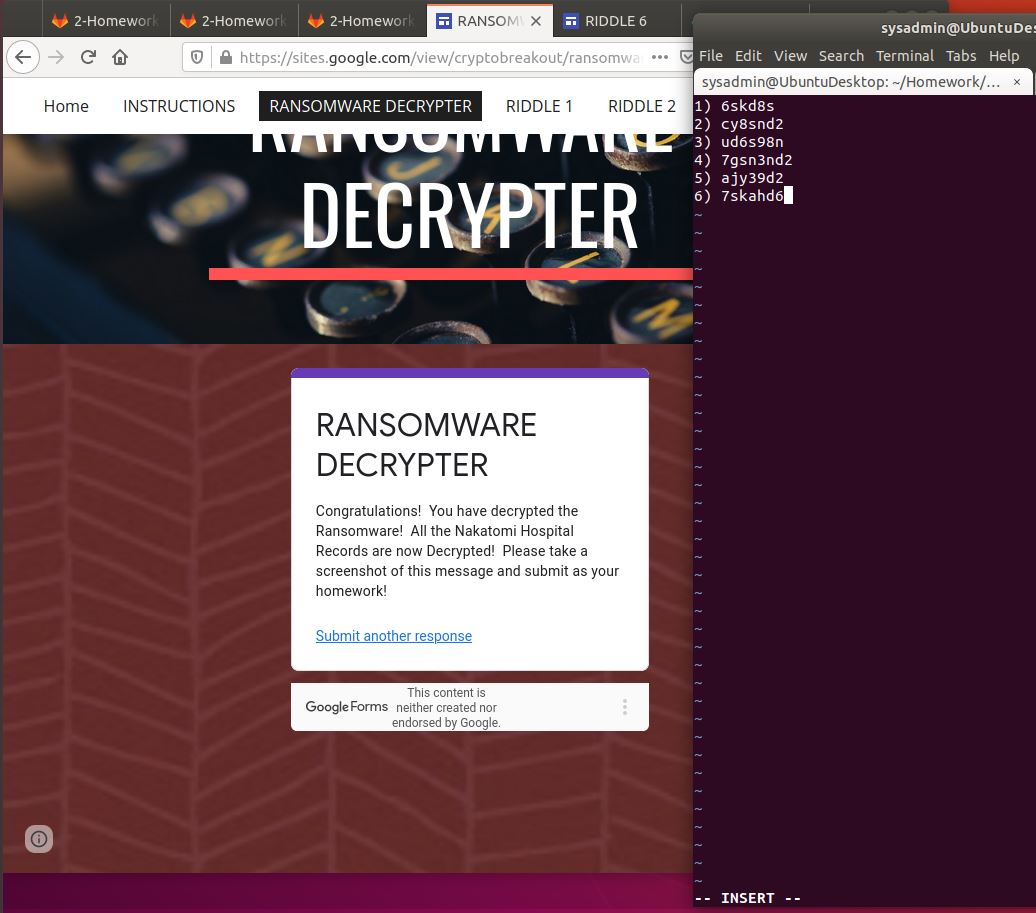 2-Homework
2-Homework
2-Homework
RANSOMW
RIDDLE 6
https://sites.google.com/view/cryptobreakout/ransomwa
Home
INSTRUCTIONS
RANSOMWARE DECRYPTER
RIDDLE 1
RIDDLE 2
RANSOMWARE
DECRYPTER
RANSOMWARE
DECRYPTER
Congratulations! You have decrypted the
Ransomware! All the Nakatomi Hospital
Records are now Decrypted! Please take a
screenshot of this message and submit as your
homework!
Submit another response
Google Forms
This content is
neither created nor
endorsed by Google.
sysadmin@UbuntuDes
File Edit View Search Terminal Tabs Help
sysadmin@UbuntuDesktop: ~/Homework/...
1) 6skd8s
2) cy8snd2
3) ud6s98n
4) 7gsn3nd2
5) ajy39d2
6) 7skahd6
-- INSERT --